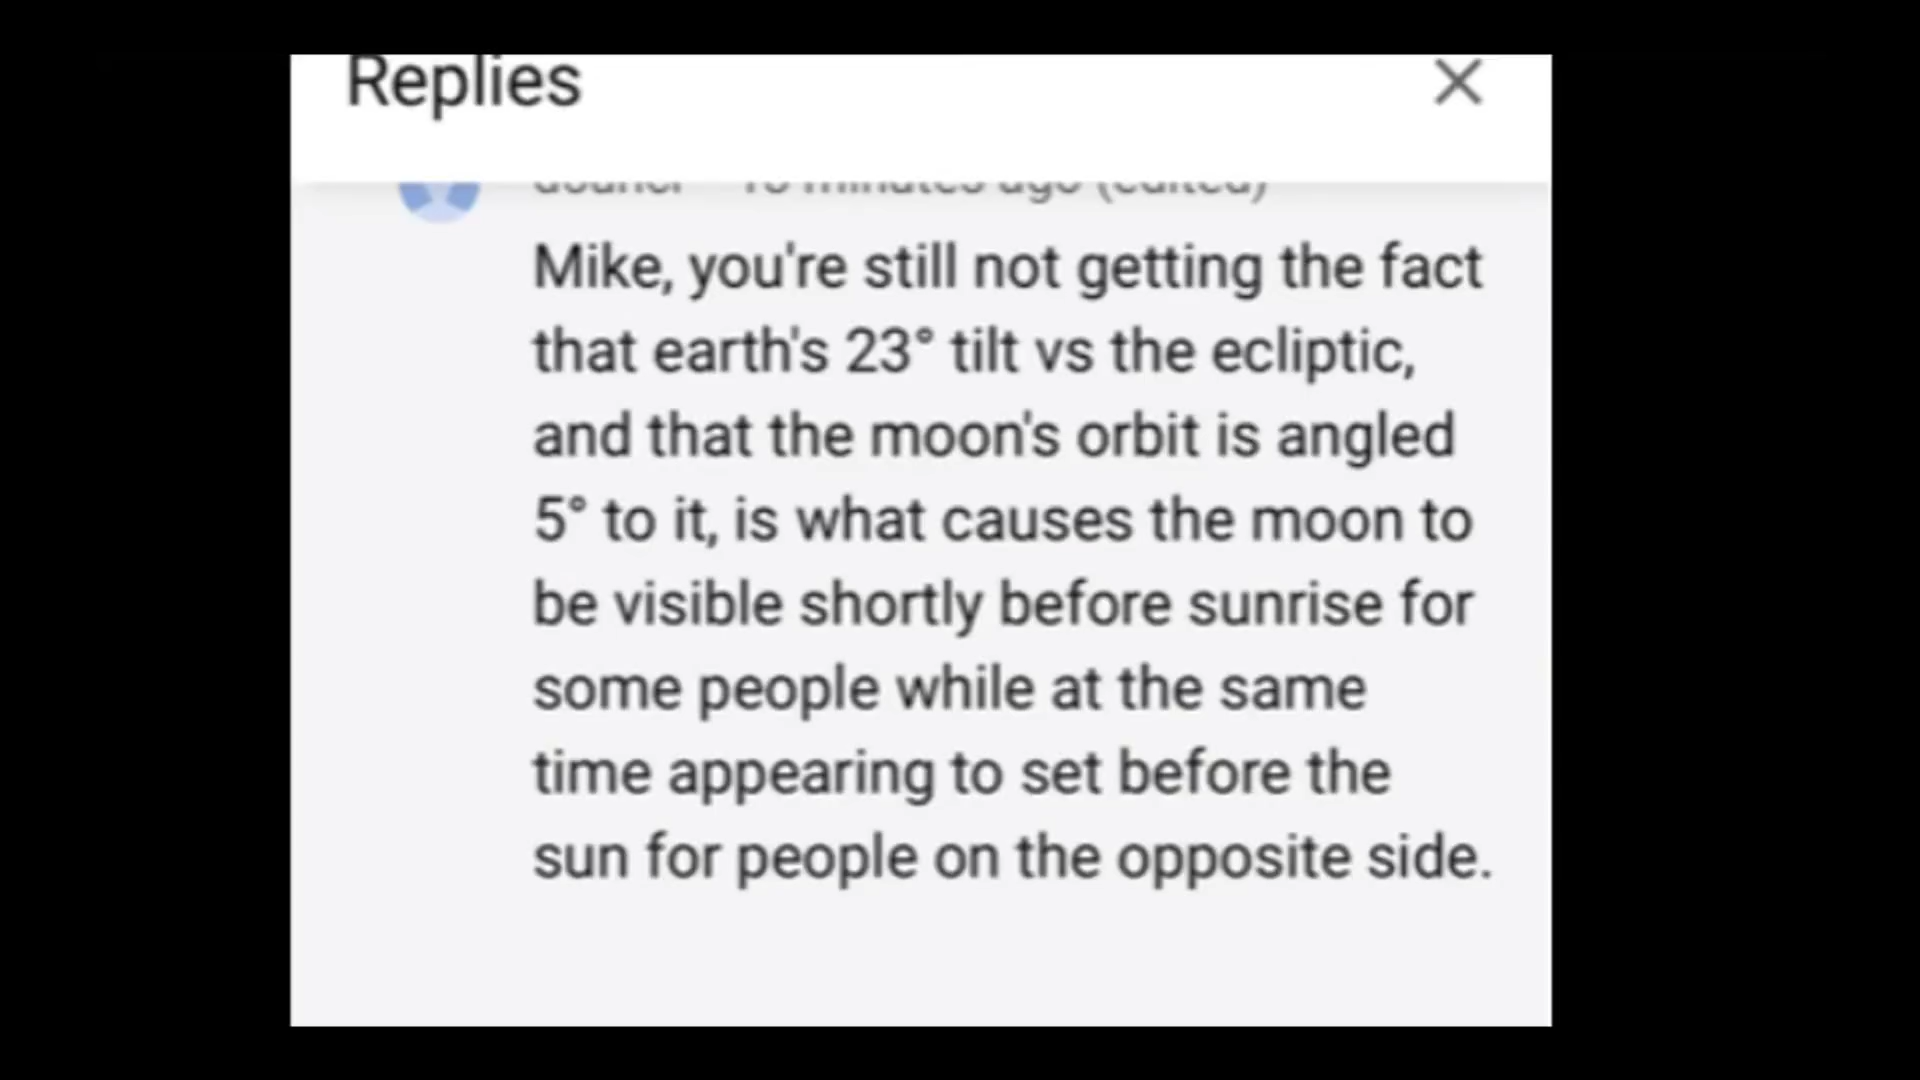 Replies
minutes ago (edited)
Mike, you're still not getting the fact
that earth's 23° tilt vs the ecliptic,
and that the moon's orbit is angled
5° to it, is what causes the moon to
be visible shortly before sunrise for
some people while at the same
time appearing to set before the
sun for people on the opposite side.